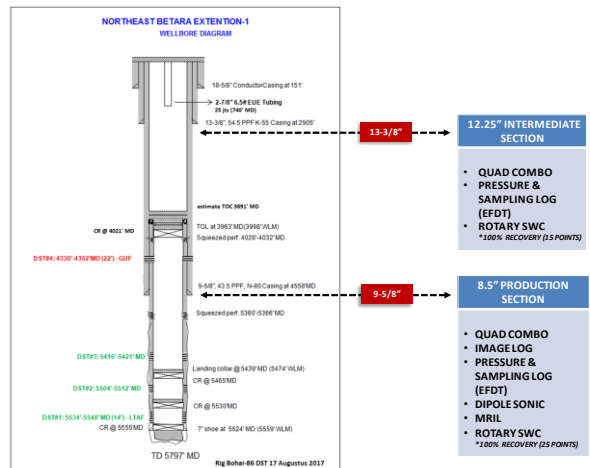 NORTHEAST BETARA EXTENTION-1
WELLBORE DIAGRAM
18-5/8" Conductor Casing at 151'
2-7/8" 6.5# EUE Tubing
25 jts (740' MD)
13-3/8", 54.5 PPF K-55 Casing at 2905'
estimate TOC 3891' MD
CR @ 4021' MD
TOL at 3963' MD (3998' WLM)
Squeezed perf. 4028'-4032' MD
DST#4: 4330'-4352'MD (22') - GUF
9-5/8", 43.5 PPF, N-80 Casing at 4558'MD
Squeezed perf. 5360'-5366' MD
DST#3: 5416'-5421' MD
Landing collar @ 5439' MD (5474' WLM)
CR @ 5465'MD
DST#2: 5504'-5512'MD
CR @ 5530'MD
DST#1: 5534'-5548' MD (14') - LTAF
CR @ 5555'MD
7" shoe at 5524' MD (5559' WLM)
TD 5797' MD
Rig Bohai-86 DST 17 Augustus 2017
13-3/8"
12.25" INTERMEDIATE
SECTION
• QUAD COMBO
• PRESSURE &
SAMPLING LOG
(EFDT)
• ROTARY SWC
*100% RECOVERY (15 POINTS)
9-5/8"
8.5" PRODUCTION
SECTION
• QUAD COMBO
• IMAGE LOG
• PRESSURE &
SAMPLING LOG
(EFDT)
• DIPOLE SONIC
• MRIL
• ROTARY SWC
*100% RECOVERY (25 POINTS)